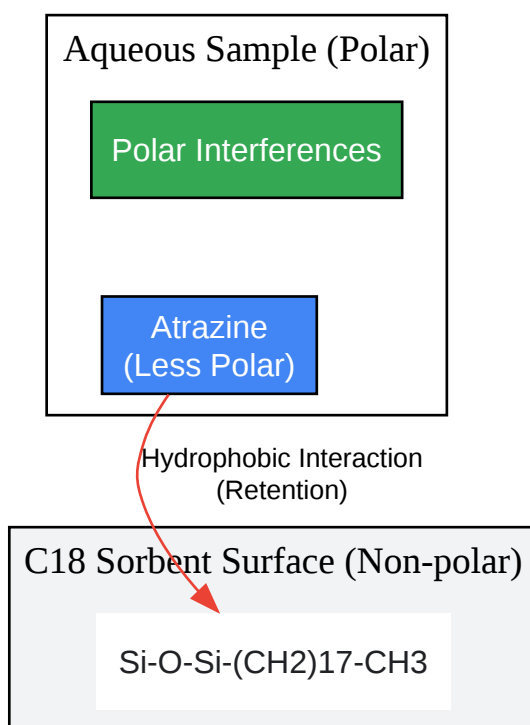 Aqueous Sample (Polar)
Polar Interferences
Atrazine
(Less Polar)
Hydrophobic Interaction
(Retention)
C18 Sorbent Surface (Non-polar)
Si-O-Si-(CH2)17-CH3